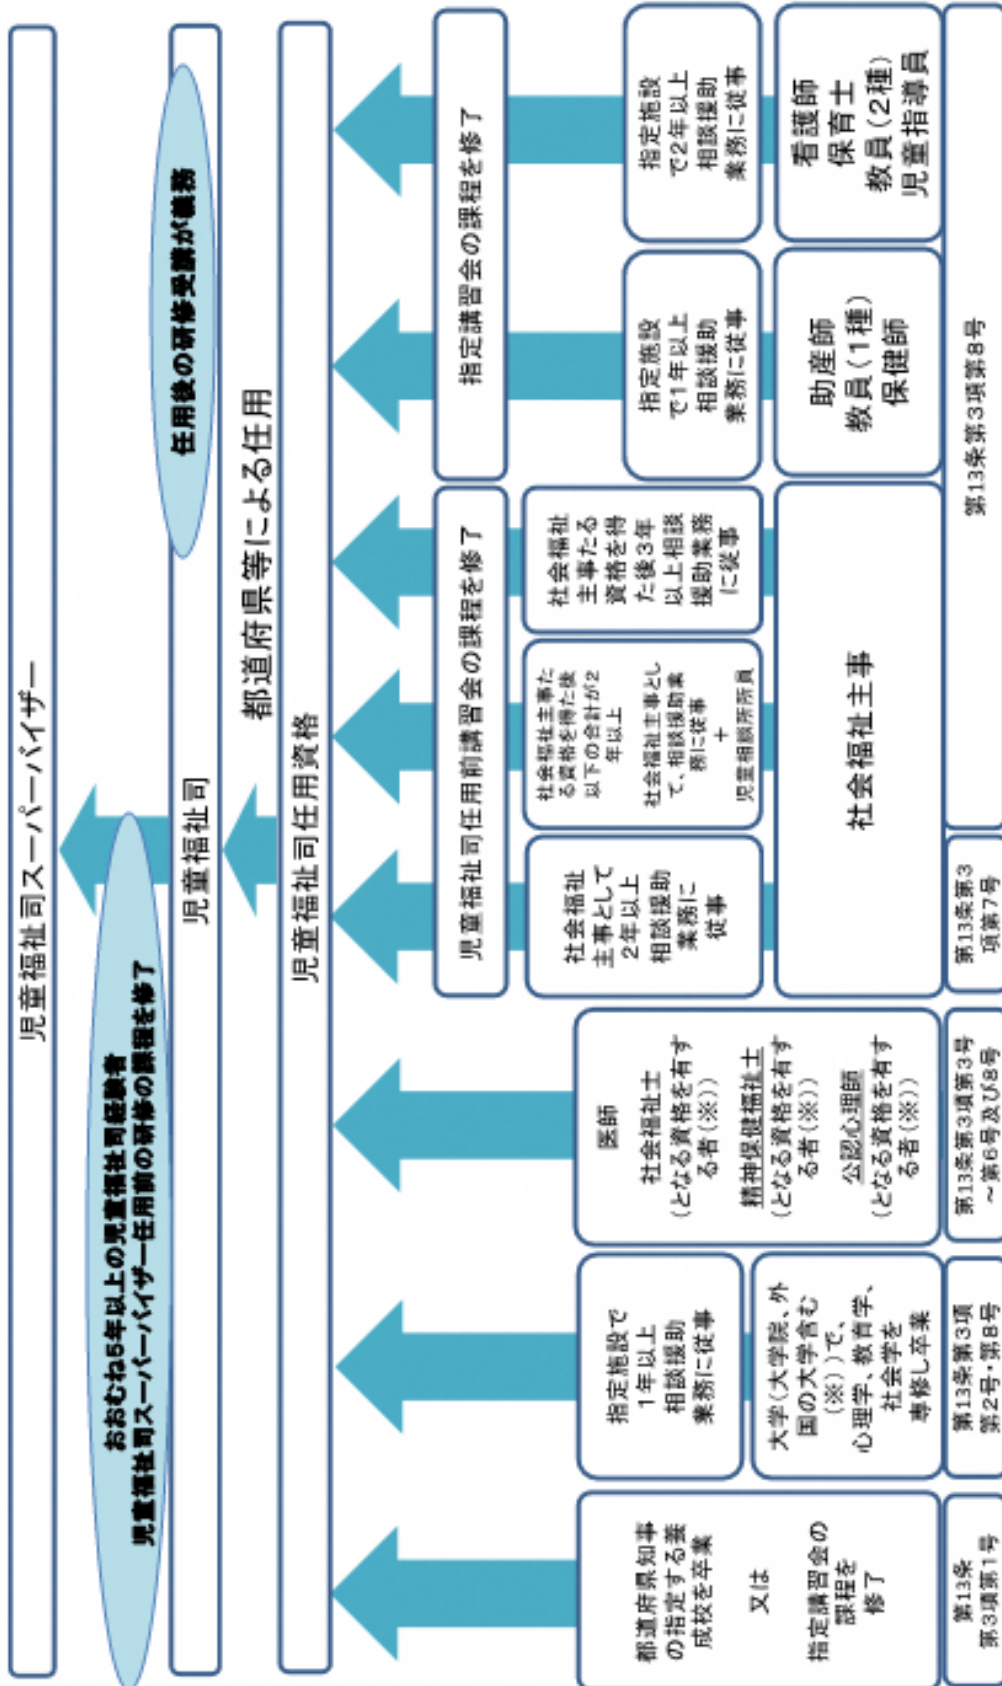 児童福祉司スーパーバイザー
おおむね5年以上の児童福祉司経験者
児童福祉司スーパーバイザー任用前の研修の課程を修了
児童福祉司
任用後の研修受講が義務
都道府県等による任用
児童福祉司任用資格
児童福祉司任用前講習会の課程を修了
指定講習会の課程を修了
都道府県知事
の指定する養
成校を卒業
又は
指定講習会の
課程を
修了
第13条
第3項第1号
指定施設で
1年以上
相談援助
業務に従事
大学(大学院、外
国の大学含む
(※))で、
心理学、教育学、
社会学を
専修し卒業
第13条第3項
第2号・第8号
医師
社会福祉士
(となる資格を有す
る者(※))
精神保健福祉士
(となる資格を有す
る者(※))
公認心理師
(となる資格を有す
る者(※))
第13条第3項第3号
～第6号及び8号
社会福祉
主事として
2年以上
相談援助
業務に
従事
社会福祉主事た
る資格を得た後
以下の合計が2
年以上
社会福祉主事とし
て、相談援助業
務に従事
+
児童相談所所員
社会福祉
主事たる
資格を得
た後3年
以上相談
援助業務
に従事
社会福祉主事
第13条第3
項第7号
指定施設
で1年以上
相談援助
業務に従事
助産師
教員(1種)
保健師
指定施設
で2年以上
相談援助
業務に従事
看護師
保育士
教員(2種)
児童指導員
第13条第3項第8号